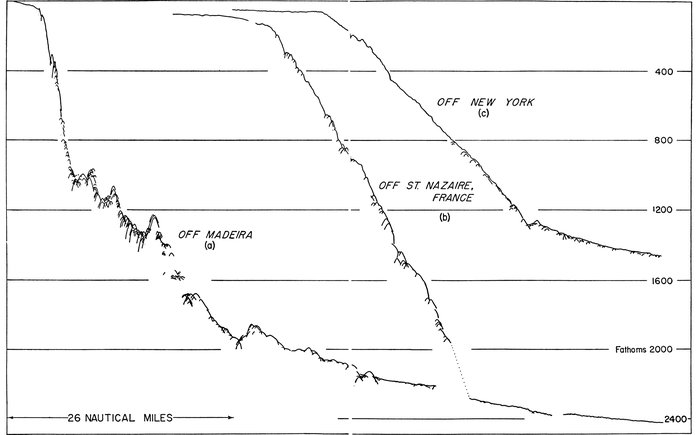 400
OFF NEW YORK
(c)
800
OFF ST. NAZAIRE,
FRANCE
(b)
1200
OFF MADEIRA
(a)
1600
Fathoms 2000
26 NAUTICAL MILES
2400